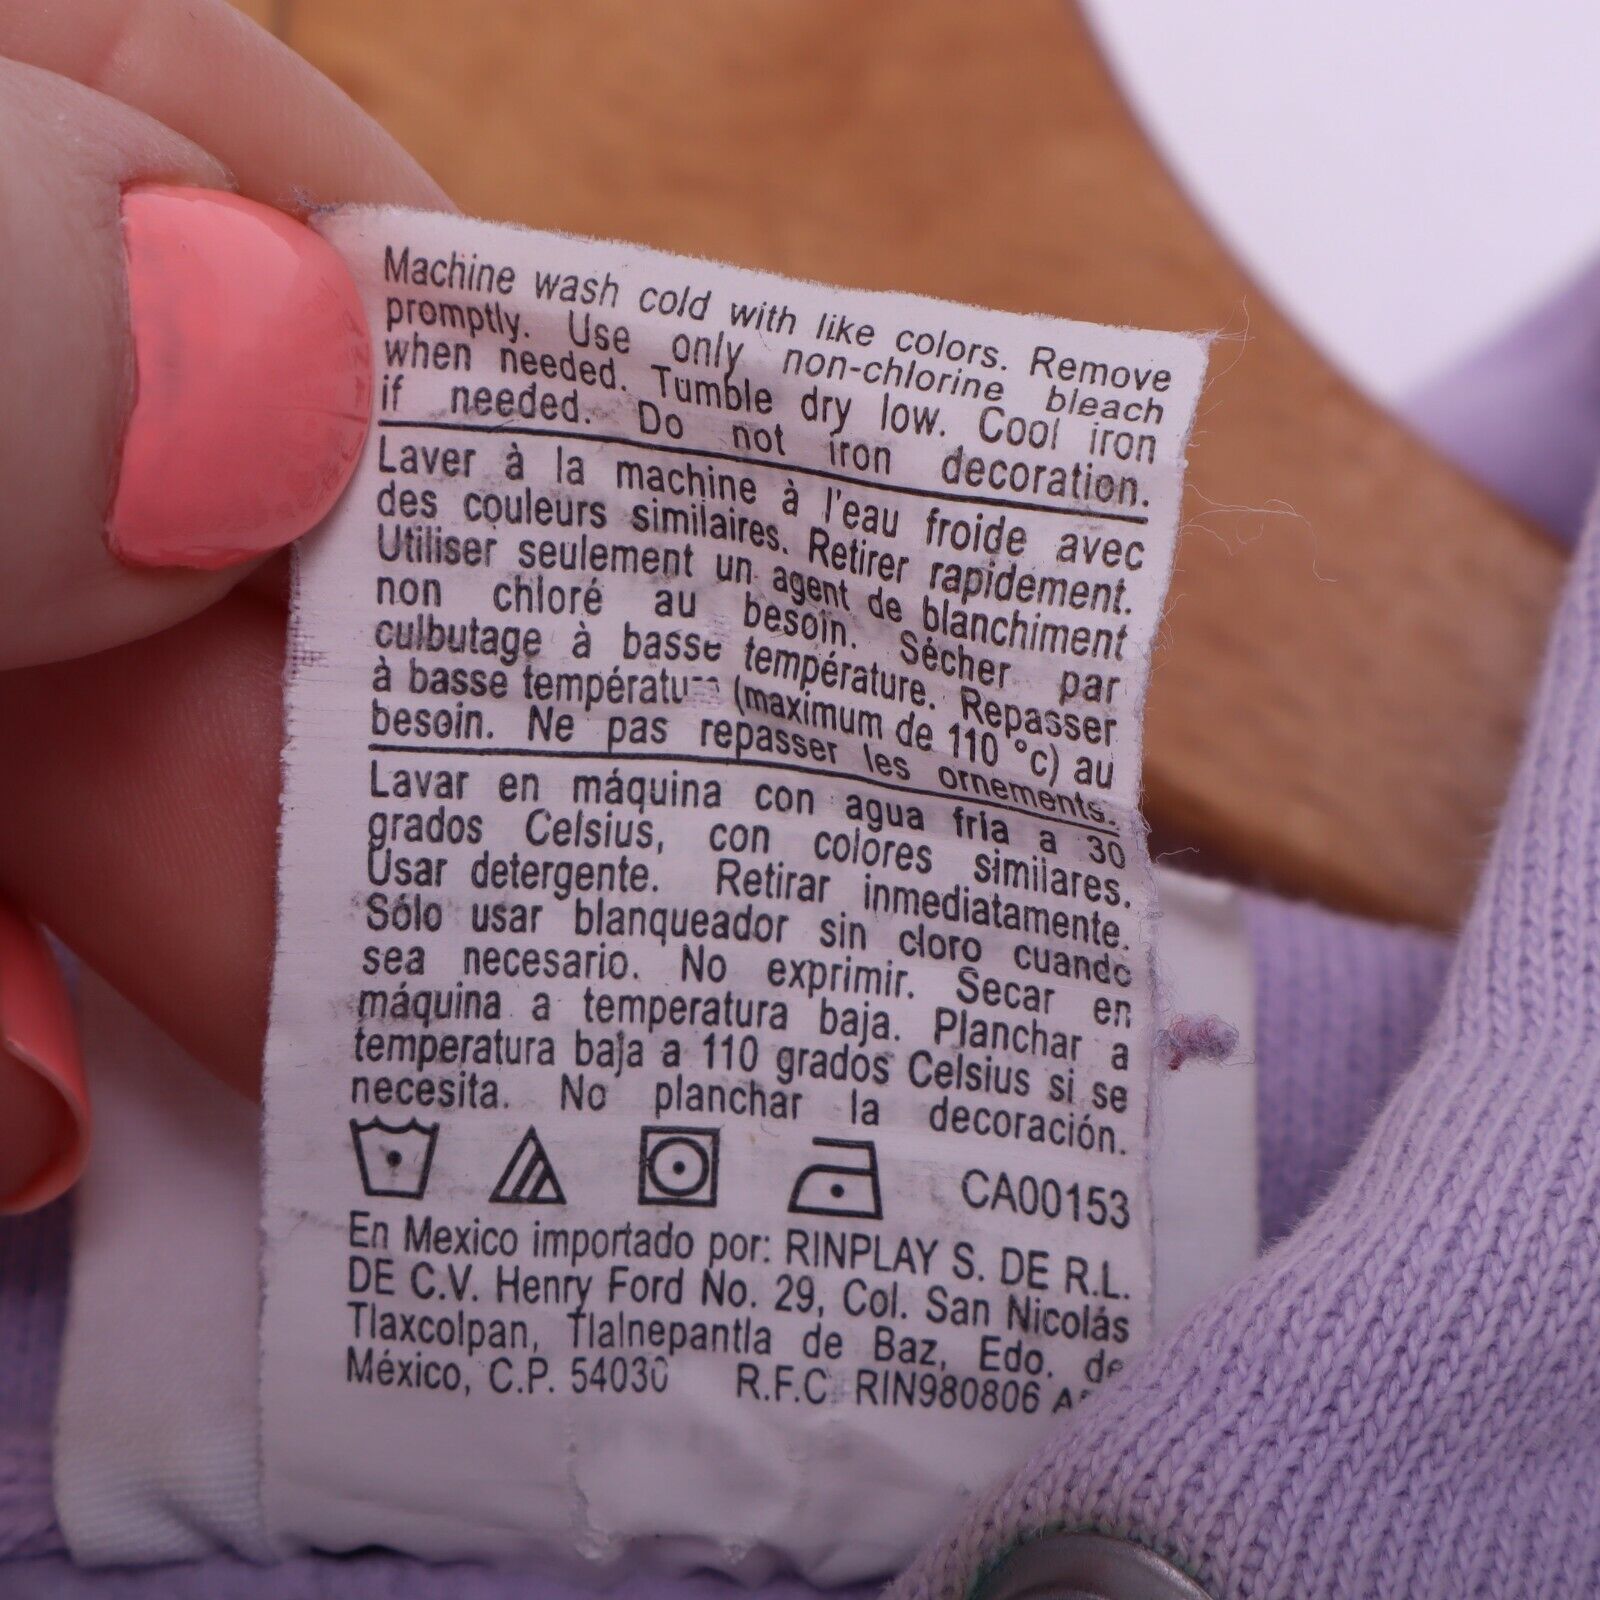 Machine wash cold with like colors. Remove
promptly. Use only non-chlorine bleach
when needed. Tumble dry low. Cool iron
if needed. Do not iron decoration.
Laver à la machine à l'eau froide avec
des couleurs similaires. Retirer rapidement.
Utiliser seulement un agent de blanchiment
non chloré au besoin. Sécher par
culbutage à basse température. Repasser
à basse température (maximum de 110 °c) au
besoin. Ne pas repasser les ornements.
Lavar en máquina con agua fria a 30
grados Celsius, con colores similares.
Usar detergente. Retirar inmediatamente.
Sólo usar blanqueador sin cloro cuando
sea necesario. No exprimir. Secar en
máquina a temperatura baja. Planchar a
temperatura baja a 110 grados Celsius si se
necesita. No planchar la decoración.
CA00153
En Mexico importado por: RINPLAY S. DE R.L.
DE C.V. Henry Ford No. 29, Col. San Nicolás
Tlaxcolpan, Tlalnepantla de Baz, Edo. de
México, C.P. 54030 R.F.C. RIN980806